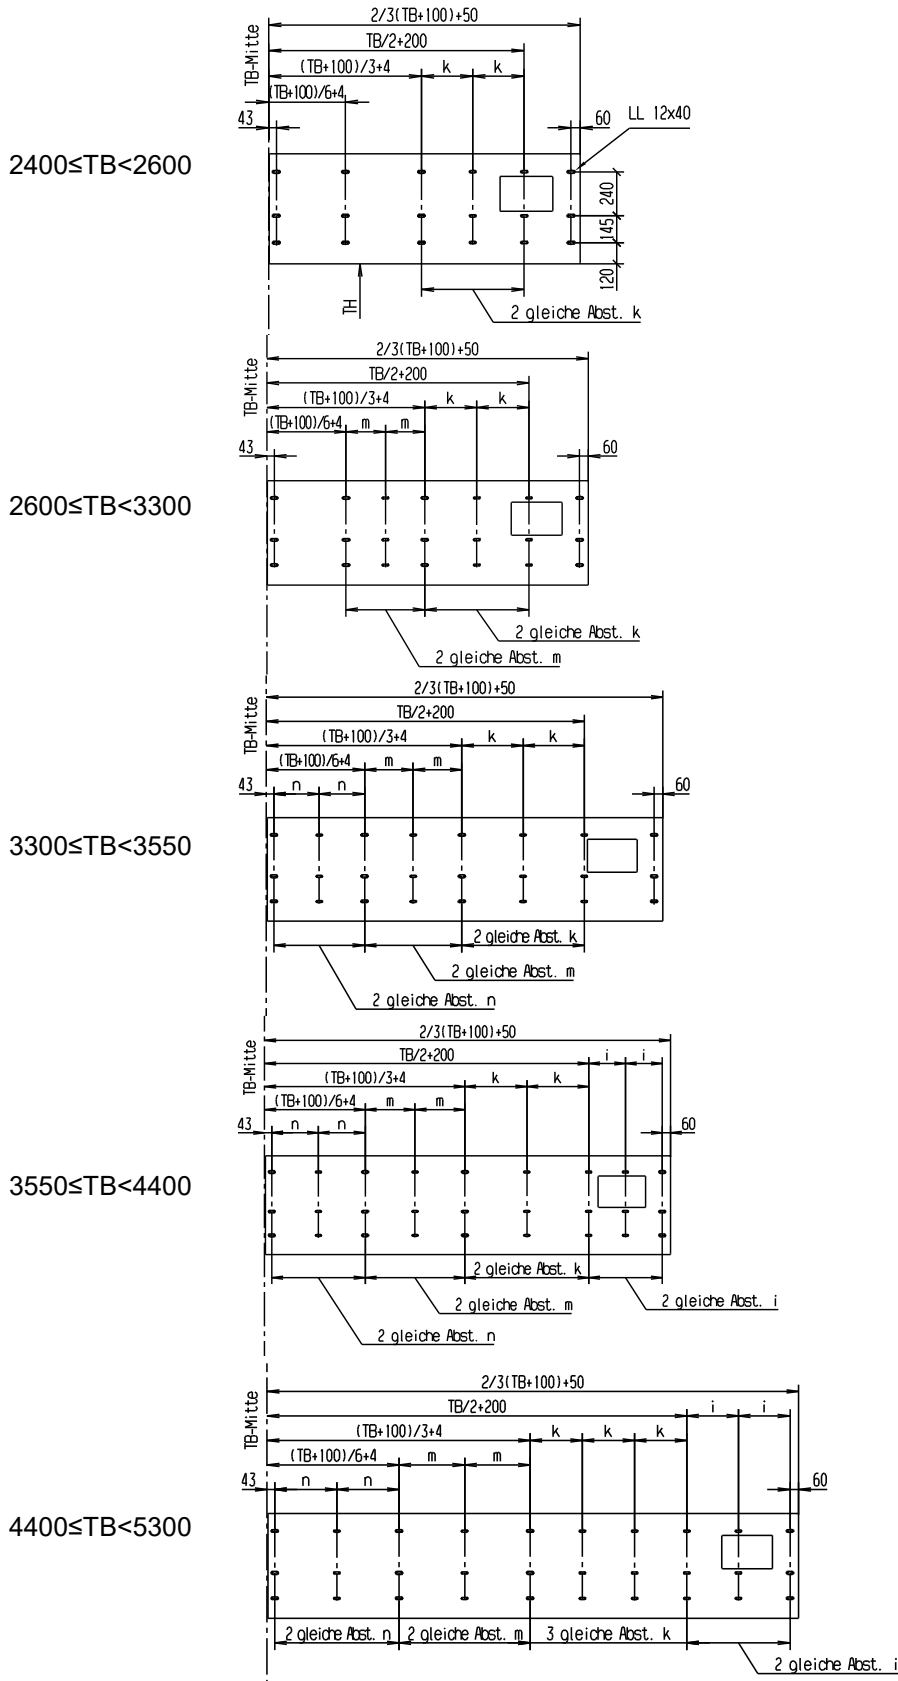 2400≤TB<2600
TB-Mitte
2/3(TB+100)+50
TB/2+200
(TB+100)/3+4 k k
(TB+100)/6+4
43 60 LL 12x40
240
145
120
TH
2 gleiche Abst. k
2600≤TB<3300
TB-Mitte
2/3(TB+100)+50
TB/2+200
(TB+100)/3+4 k k
(TB+100)/6+4 m m
43 60
2 gleiche Abst. k
2 gleiche Abst. m
3300≤TB<3550
TB-Mitte
2/3(TB+100)+50
TB/2+200
(TB+100)/3+4 k k
(TB+100)/6+4 m m
43 n n 60
2 gleiche Abst. k
2 gleiche Abst. m
2 gleiche Abst. n
3550≤TB<4400
TB-Mitte
2/3(TB+100)+50
TB/2+200 i i
(TB+100)/3+4 k k
(TB+100)/6+4 m m
43 n n 60
2 gleiche Abst. k
2 gleiche Abst. i
2 gleiche Abst. m
2 gleiche Abst. n
4400≤TB<5300
TB-Mitte
2/3(TB+100)+50
TB/2+200 i i
(TB+100)/3+4 k k k
(TB+100)/6+4 m m
43 n n 60
2 gleiche Abst. n 2 gleiche Abst. m 3 gleiche Abst. k
2 gleiche Abst. i